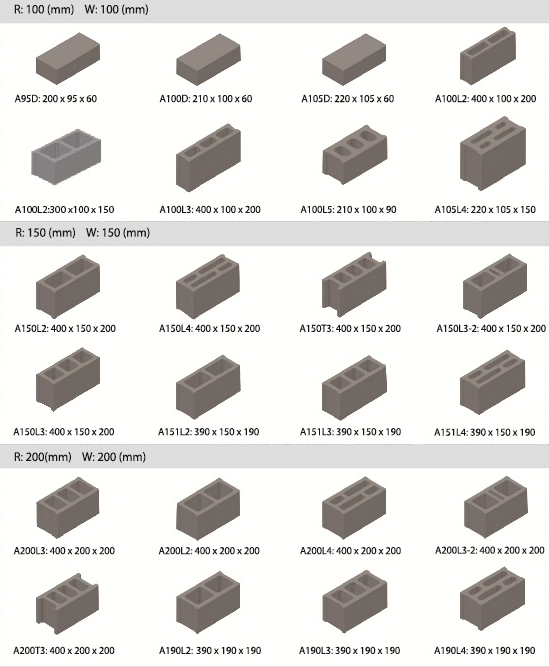 R: 100 (mm) W: 100 (mm)
A95D: 200 x 95 x 60
A100D: 210 x 100 x 60
A105D: 220 x 105 x 60
A100L2: 400 x 100 x 200
A100L2:300 x100 x 150
A100L3: 400 x 100 x 200
A100L5: 210 x 100 x 90
A105L4: 220 x 105 x 150
R: 150 (mm) W: 150 (mm)
A150L2: 400 x 150 x 200
A150L4: 400 x 150 x 200
A150T3: 400 x 150 x 200
A150L3-2: 400 x 150 x 200
A150L3: 400 x 150 x 200
A151L2: 390 x 150 x 190
A151L3: 390 x 150 x 190
A151L4: 390 x 150 x 190
R: 200(mm) W: 200 (mm)
A200L3: 400 x 200 x 200
A200L2: 400 x 200 x 200
A200L4: 400 x 200 x 200
A200L3-2: 400 x 200 x 200
A200T3: 400 x 200 x 200
A190L2: 390 x 190 x 190
A190L3: 390 x 190 x 190
A190L4: 390 x 190 x 190